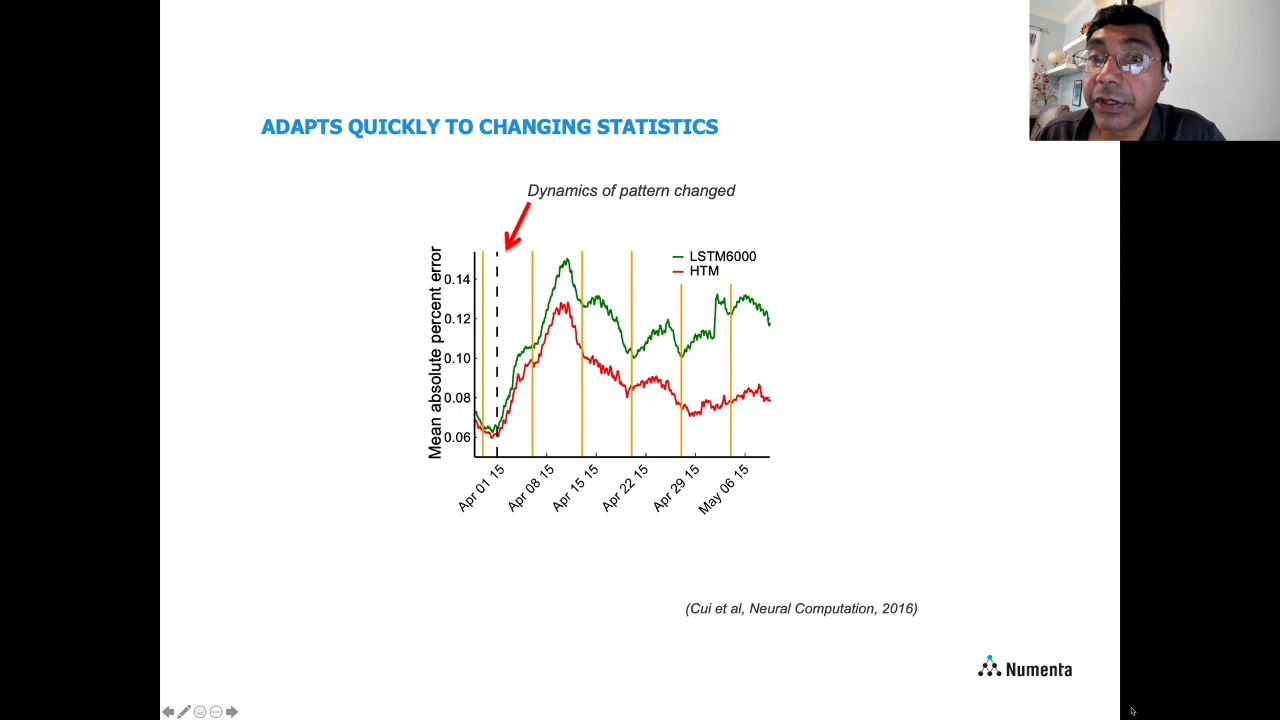 ADAPTS QUICKLY TO CHANGING STATISTICS
Dynamics of pattern changed
Mean absolute percent error
0.14
0.12
0.10
0.08
0.06
LSTM6000
HTM
Apr 01 15
Apr 08 15
Apr 15 15
Apr 22 15
Apr 29 15
May 06 15
(Cui et al, Neural Computation, 2016)
Numenta